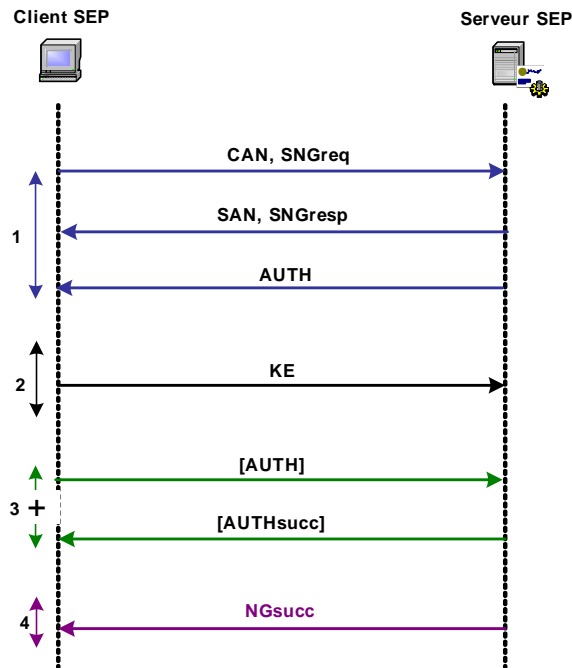 Client SEP
Serveur SEP
CAN, SNGreq
SAN, SNGresp
1
AUTH
KE
2
[AUTH]
3 +
[AUTHsucc]
NGsucc
4